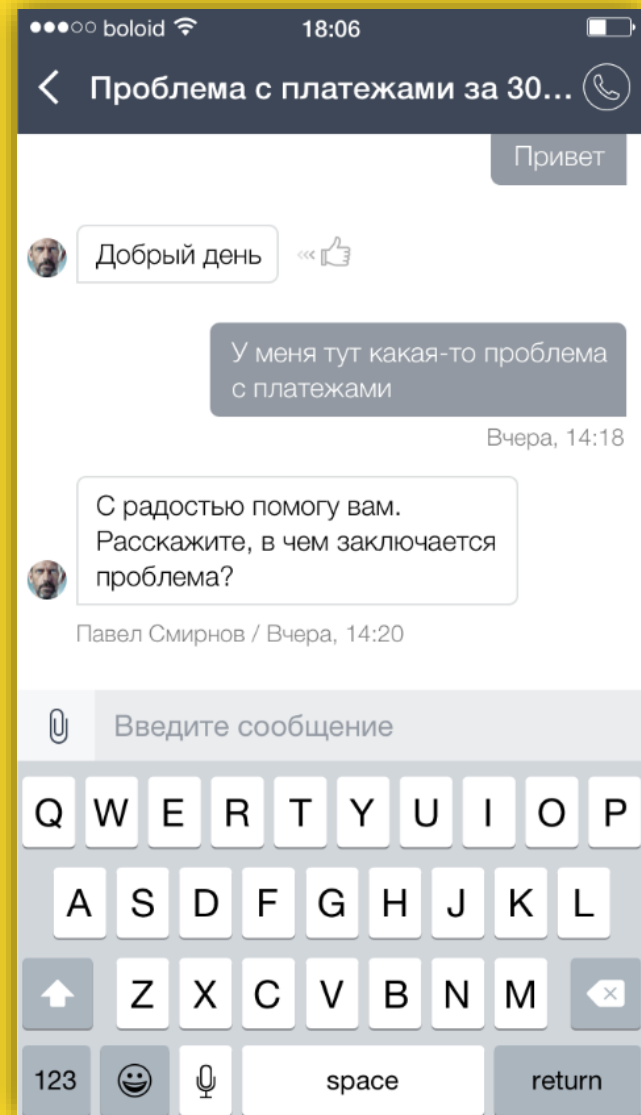 boloid 18:06
Проблема с платежами за 30...
Привет
Добрый день
У меня тут какая-то проблема
с платежами
Вчера, 14:18
С радостью помогу вам.
Расскажите, в чем заключается
проблема?
Павел Смирнов / Вчера, 14:20
Введите сообщение
Q W E R T Y U I O P
A S D F G H J K L
Z X C V B N M
123 space return